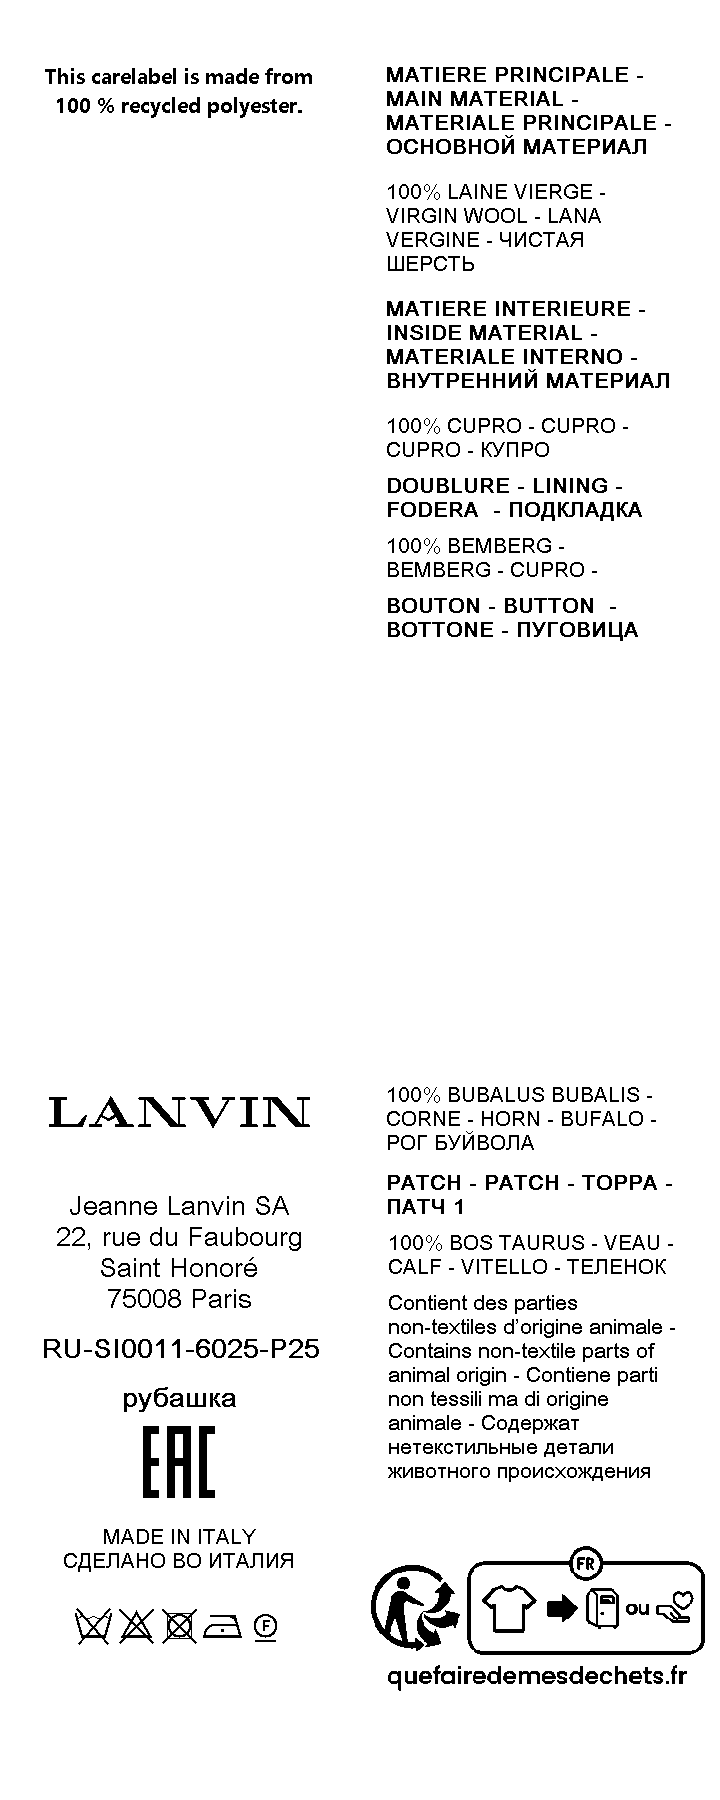 This carelabel is made from
100 % recycled polyester.
MATIERE PRINCIPALE -
MAIN MATERIAL -
MATERIALE PRINCIPALE -
ОСНОВНОЙ МАТЕРИАЛ
100% LAINE VIERGE -
VIRGIN WOOL - LANA
VERGINE - ЧИСТАЯ
ШЕРСТЬ
MATIERE INTERIEURE -
INSIDE MATERIAL -
MATERIALE INTERNO -
ВНУТРЕННИЙ МАТЕРИАЛ
100% CUPRO - CUPRO -
CUPRO - КУПРО
DOUBLURE - LINING -
FODERA - ПОДКЛАДКА
100% BEMBERG -
BEMBERG - CUPRO -
BOUTON - BUTTON -
BOTTONE - ПУГОВИЦА
LANVIN
Jeanne Lanvin SA
22, rue du Faubourg
Saint Honoré
75008 Paris
RU-SI0011-6025-P25
рубашка
EAC
MADE IN ITALY
СДЕЛАНО ВО ИТАЛИЯ
F
100% BUBALUS BUBALIS -
CORNE - HORN - BUFALO -
РОГ БУЙВОЛА
PATCH - PATCH - TOPPA -
ПАТЧ 1
100% BOS TAURUS - VEAU -
CALF - VITELLO - ТЕЛЕНОК
Contient des parties
non-textiles d'origine animale -
Contains non-textile parts of
animal origin - Contiene parti
non tessili ma di origine
animale - Содержат
нетекстильные детали
животного происхождения
FR
ou
quefairedemesdechets.fr